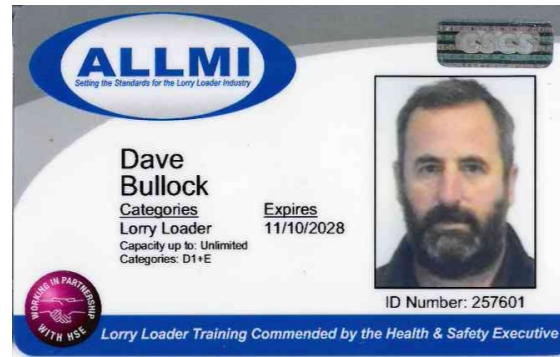 ALLMI
Setting the Standards for the Lorry Loader Industry
CSCS
Dave
Bullock
Categories
Expires
Lorry Loader
11/10/2028
Capacity up to: Unlimited
Categories: D1+E
ID Number: 257601
WORKING IN PARTNERSHIP
WITH HSE
Lorry Loader Training Commended by the Health & Safety Executive